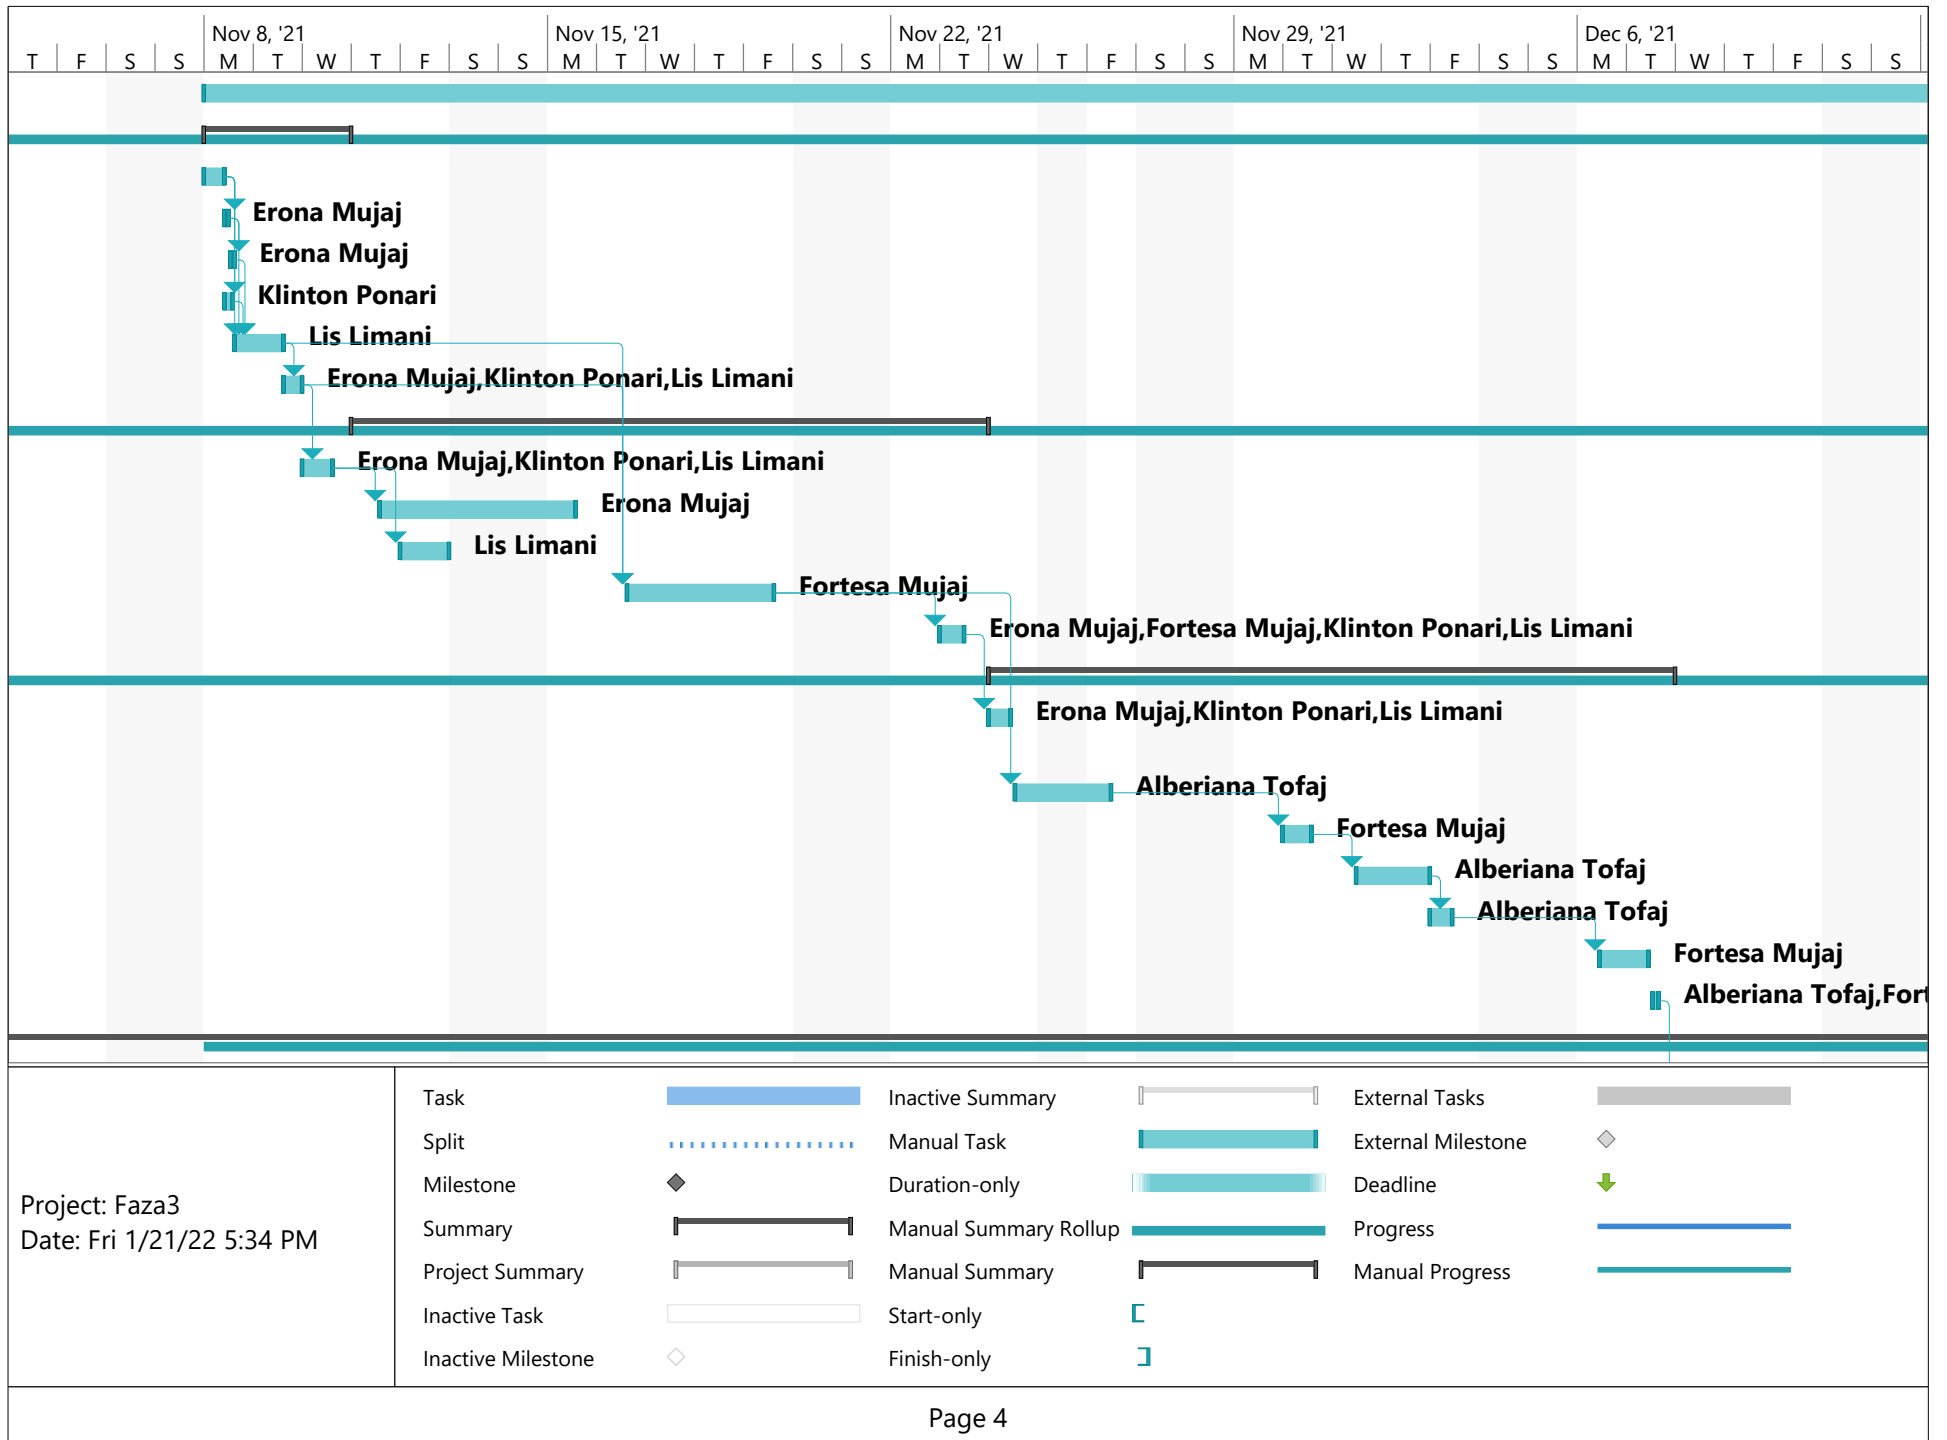 Nov 8, '21 Nov 15, '21 Nov 22, '21 Nov 29, '21 Dec 6, '21
T F S S M T W T F S S M T W T F S S M T W T F S S M T W T F S S M T W T F S S
Erona Mujaj
Erona Mujaj
Klinton Ponari
Lis Limani
Erona Mujaj,Klinton Ponari,Lis Limani
Erona Mujaj,Klinton Ponari,Lis Limani
Erona Mujaj
Lis Limani
Fortesa Mujaj
Erona Mujaj,Fortesa Mujaj,Klinton Ponari,Lis Limani
Erona Mujaj,Klinton Ponari,Lis Limani
Alberiana Tofaj
Fortesa Mujaj
Alberiana Tofaj
Alberiana Tofaj
Fortesa Mujaj
Alberiana Tofaj,Fort
Project: Faza3
Date: Fri 1/21/22 5:34 PM
Task
Split
Milestone
Summary
Project Summary
Inactive Task
Inactive Milestone
Inactive Summary
Manual Task
Duration-only
Manual Summary Rollup
Manual Summary
Start-only
Finish-only
External Tasks
External Milestone
Deadline
Progress
Manual Progress
Page 4